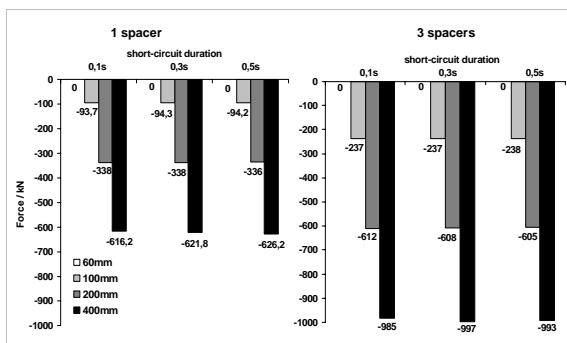 1 spacer
short-circuit duration
0,1s 0,3s 0,5s
0
-100
-200
-300
-400
-500
-600
-700
-800
-900
-1000
Force / kN
0 0 0
-93,7 -94,3 -94,2
-338 -338 -336
-616,2 -621,8 -626,2
60mm
100mm
200mm
400mm
3 spacers
short-circuit duration
0,1s 0,3s 0,5s
0
-100
-200
-300
-400
-500
-600
-700
-800
-900
-1000
0 0 0
-237 -237 -238
-612 -608 -605
-985 -997 -993